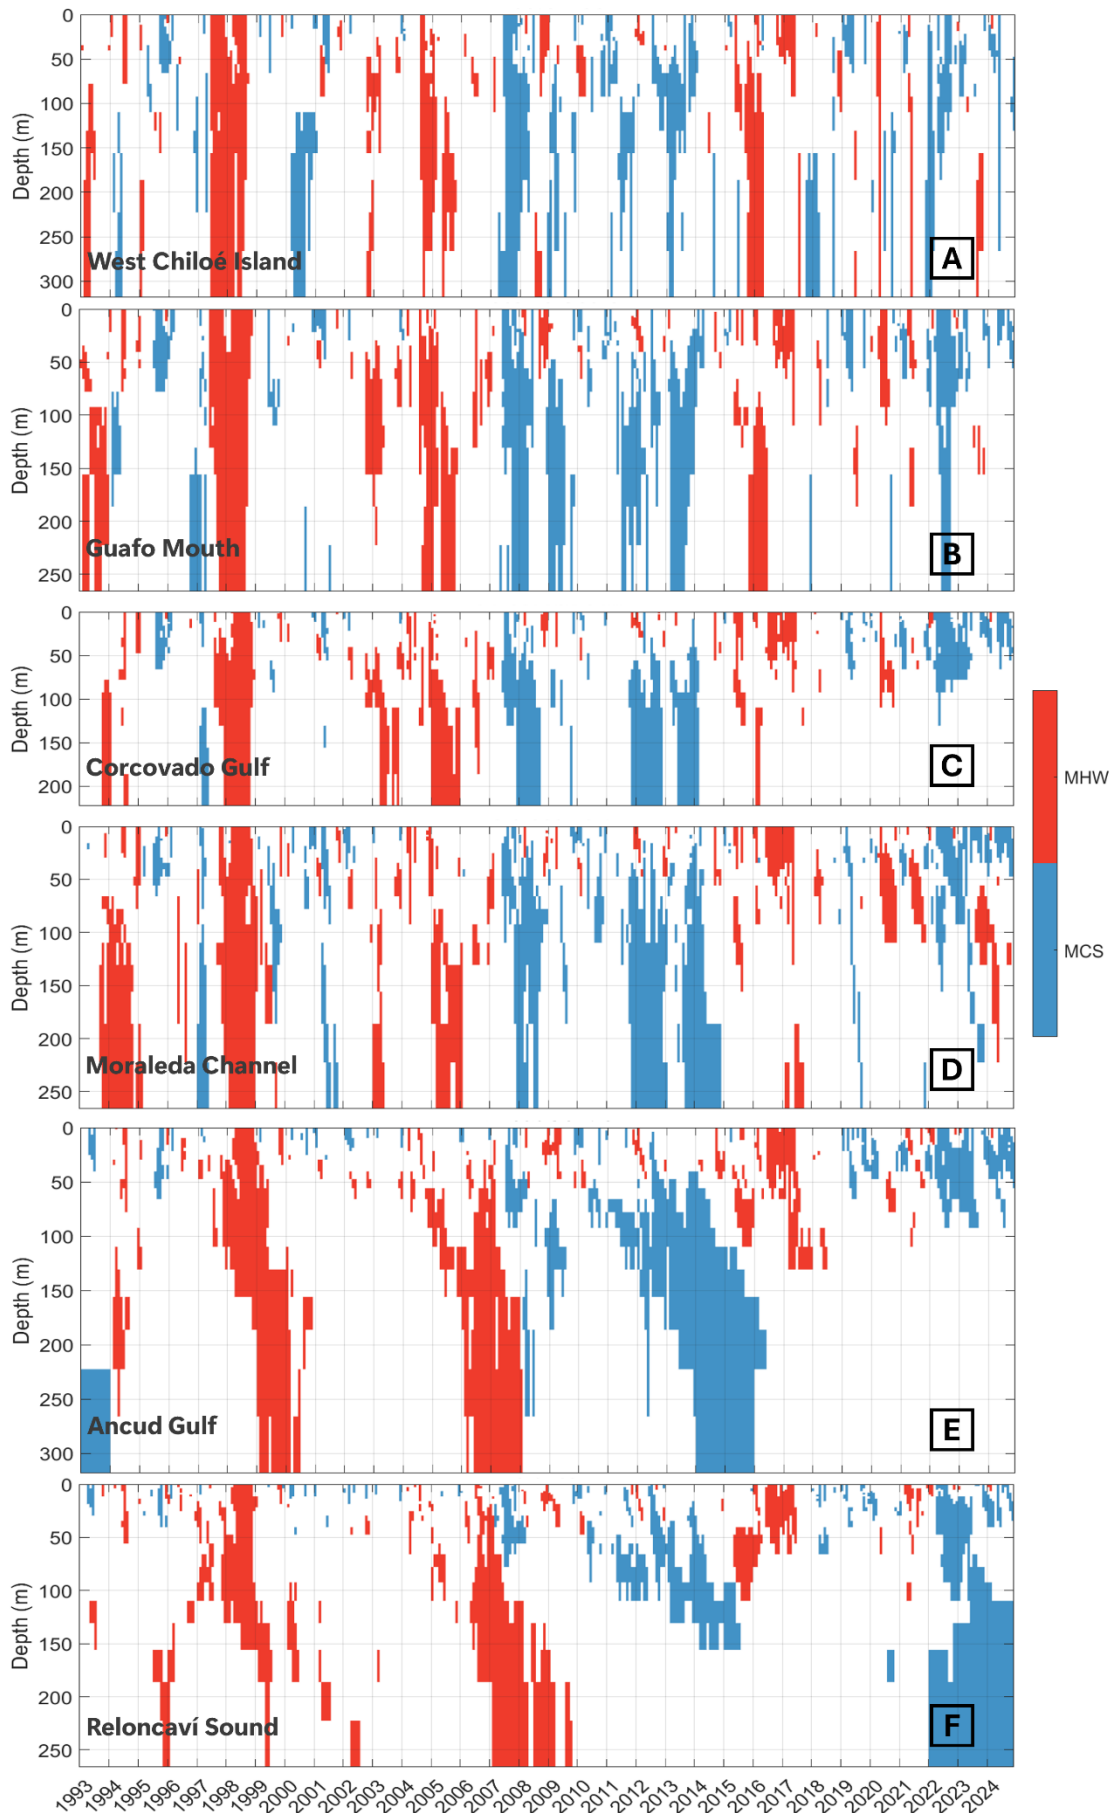 0
50
100
150
200
250
300
Depth (m)
West Chiloé Island
A
0
50
100
150
200
250
Depth (m)
Guafo Mouth
B
0
50
100
150
200
Depth (m)
Corcovado Gulf
C
MHW
MCS
0
50
100
150
200
250
Depth (m)
Moraleda Channel
D
0
50
100
150
200
250
300
Depth (m)
Ancud Gulf
E
0
50
100
150
200
250
Depth (m)
Reloncaví Sound
F
1993 1994 1995 1996 1997 1998 1999 2000 2001 2002 2003 2004 2005 2006 2007 2008 2009 2010 2011 2012 2013 2014 2015 2016 2017 2018 2019 2020 2021 2022 2023 2024